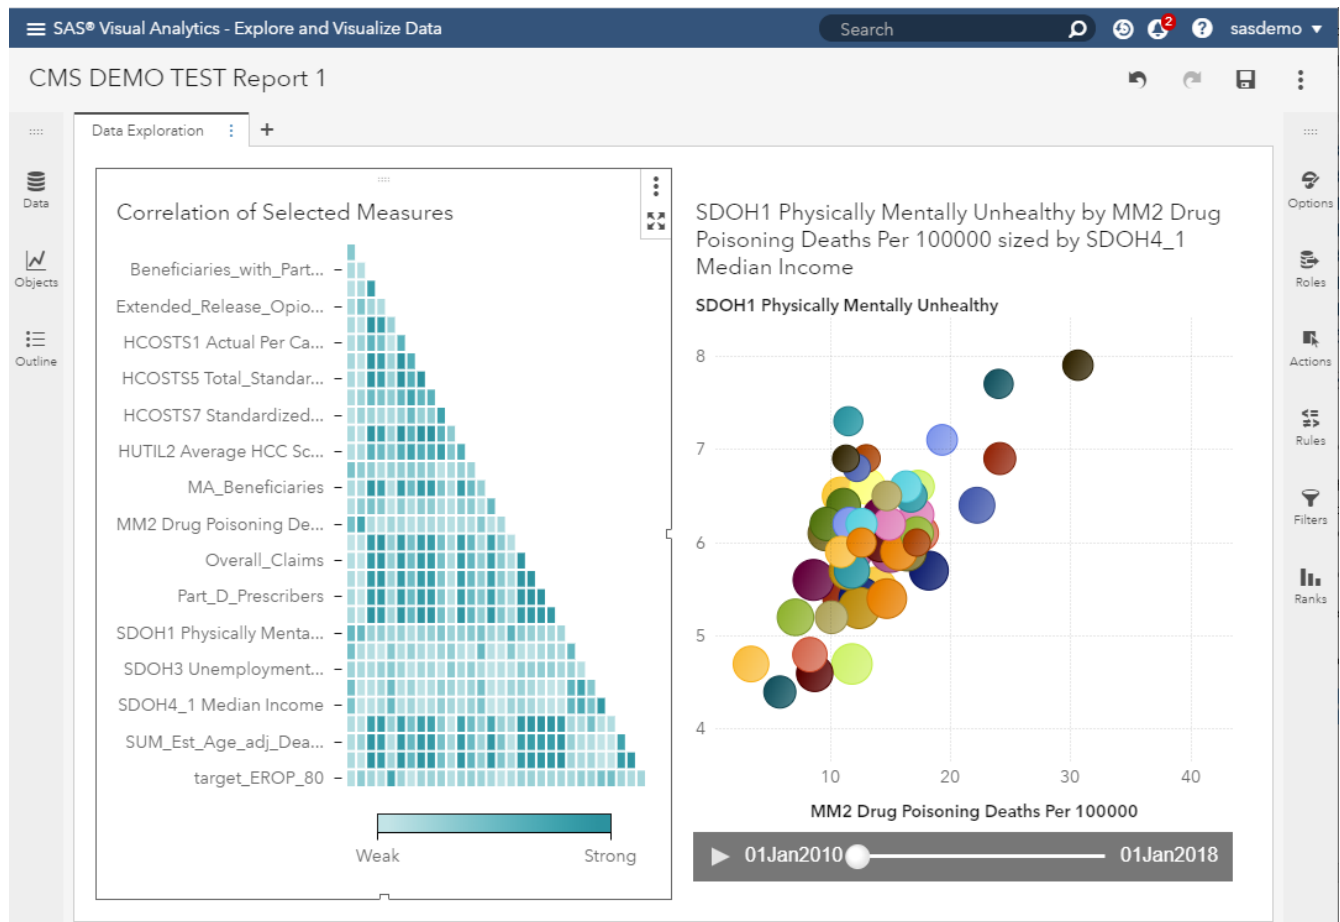 SAS® Visual Analytics - Explore and Visualize Data
Search
2
?
sasdemo
CMS DEMO TEST Report 1
Data Exploration
+
Data
Objects
Outline
Correlation of Selected Measures
Beneficiaries_with_Part...
Extended_Release_Opio...
HCOSTS1 Actual Per Ca...
HCOSTS5 Total_Standar...
HCOSTS7 Standardized...
HUTIL2 Average HCC Sc...
MA_Beneficiaries
MM2 Drug Poisoning De...
Overall_Claims
Part_D_Prescribers
SDOH1 Physically Menta...
SDOH3 Unemployment...
SDOH4_1 Median Income
SUM_Est_Age_adj_Dea...
target_EROP_80
Weak
Strong
SDOH1 Physically Mentally Unhealthy by MM2 Drug
Poisoning Deaths Per 100000 sized by SDOH4_1
Median Income
SDOH1 Physically Mentally Unhealthy
8
7
6
5
4
10
20
30
40
MM2 Drug Poisoning Deaths Per 100000
01Jan2010
01Jan2018
Options
Roles
Actions
Rules
Filters
Ranks